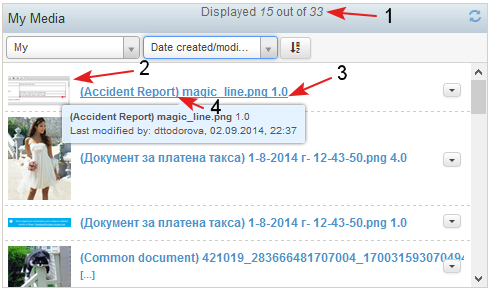 My Media
Displayed 15 out of 33
1
My
Date created/modi...
2
3
(Accident Report) magic_line.png 1.0
4
(Accident Report) magic_line.png 1.0
Last modified by: dttodorova, 02.09.2014, 22:37
(Документ за платена такса) 1-8-2014 г- 12-43-50.png 4.0
(Документ за платена такса) 1-8-2014 г- 12-43-50.png 1.0
(Common document) 421019_283666481707004_170031593070494
[...]